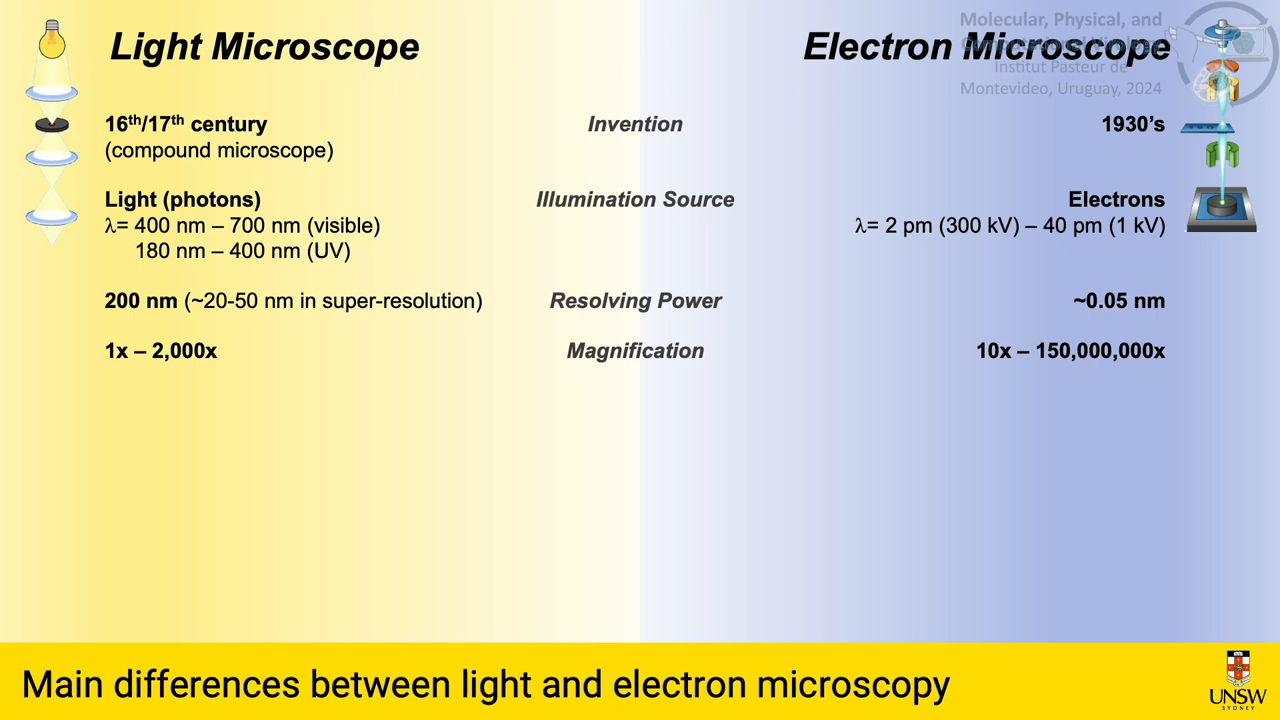 Molecular, Physical, and
Computational Virology
Institut Pasteur de
Montevideo, Uruguay, 2024
Light Microscope
Electron Microscope
16th/17th century
(compound microscope)
Invention
1930’s
Light (photons)
λ= 400 nm – 700 nm (visible)
180 nm – 400 nm (UV)
Illumination Source
Electrons
λ= 2 pm (300 kV) – 40 pm (1 kV)
200 nm (~20-50 nm in super-resolution)
Resolving Power
~0.05 nm
1x – 2,000x
Magnification
10x – 150,000,000x
Main differences between light and electron microscopy
UNSW
SYDNEY